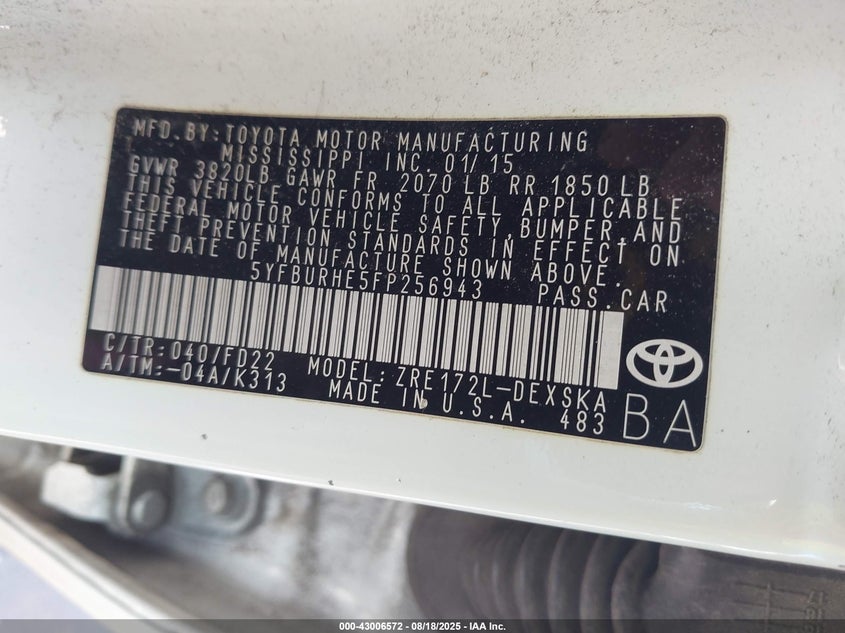 MFD.BY:TOYOTA MOTOR MANUFACTURING
MISSISSIPPI INC. 01/15
GVWR 3820LB GAWR FR 2070 LB RR 1850 LB
THIS VEHICLE CONFORMS TO ALL APPLICABLE
FEDERAL MOTOR VEHICLE SAFETY, BUMPER, AND
THEFT PREVENTION STANDARDS IN EFFECT ON
THE DATE OF MANUFACTURE SHOWN ABOVE.
5YFBURHE5FP256943 PASS.CAR
C/TR: 040/FD22 MODEL: ZRE172L-DEXSKA
A/TM:-04A/K313 MADE IN U.S.A. 483
BA
000-43006572 | 08/18/2025 - IAA Inc.